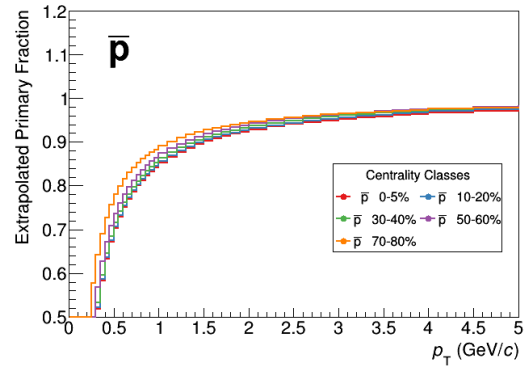 Extrapolated Primary Fraction
1.2
1.1
1
0.9
0.8
0.7
0.6
0.5
p̅
Centrality Classes
p̅ 0-5% p̅ 10-20%
p̅ 30-40% p̅ 50-60%
p̅ 70-80%
0 0.5 1 1.5 2 2.5 3 3.5 4 4.5 5
p_T (GeV/c)